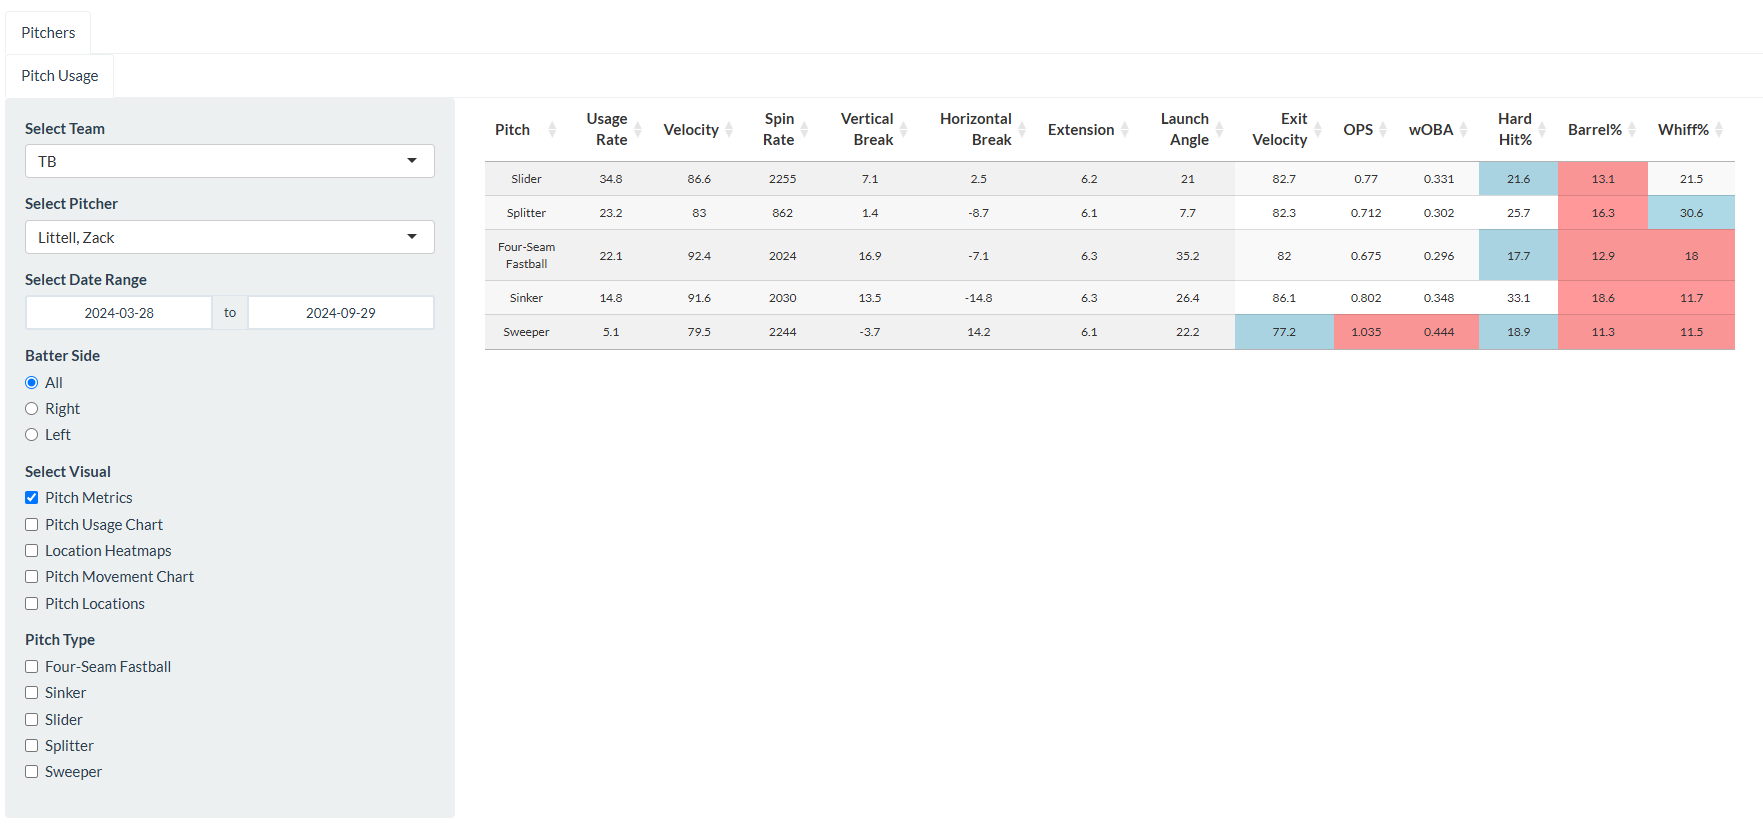 Pitchers
Pitch Usage
Select Team
TB
Select Pitcher
Littell, Zack
Select Date Range
2024-03-28 to 2024-09-29
Batter Side
All
Right
Left
Select Visual
Pitch Metrics
Pitch Usage Chart
Location Heatmaps
Pitch Movement Chart
Pitch Locations
Pitch Type
Four-Seam Fastball
Sinker
Slider
Splitter
Sweeper
Pitch Usage Rate Velocity Spin Rate Vertical Break Horizontal Break Extension Launch Angle Exit Velocity OPS wOBA Hard Hit% Barrel% Whiff%
Slider 34.8 86.6 2255 7.1 2.5 6.2 21 82.7 0.77 0.331 21.6 13.1 21.5
Splitter 23.2 83 862 1.4 -8.7 6.1 7.7 82.3 0.712 0.302 25.7 16.3 30.6
Four-Seam Fastball 22.1 92.4 2024 16.9 -7.1 6.3 35.2 82 0.675 0.296 17.7 12.9 18
Sinker 14.8 91.6 2030 13.5 -14.8 6.3 26.4 86.1 0.802 0.348 33.1 18.6 11.7
Sweeper 5.1 79.5 2244 -3.7 14.2 6.1 22.2 77.2 1.035 0.444 18.9 11.3 11.5